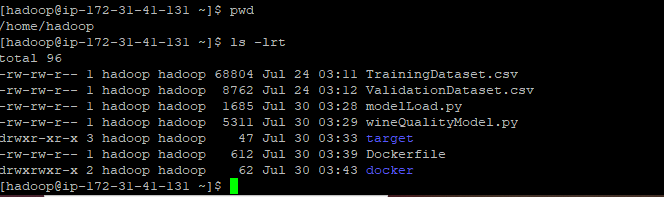 [hadoop@ip-172-31-41-131 ~]$ pwd
/home/hadoop
[hadoop@ip-172-31-41-131 ~]$ ls -lrt
total 96
-rw-rw-r-- 1 hadoop hadoop 68804 Jul 24 03:11 TrainingDataset.csv
-rw-rw-r-- 1 hadoop hadoop  8762 Jul 24 03:12 ValidationDataset.csv
-rw-rw-r-- 1 hadoop hadoop  1685 Jul 30 03:28 modelLoad.py
-rw-rw-r-- 1 hadoop hadoop  5311 Jul 30 03:29 wineQualityModel.py
drwxr-xr-x 3 hadoop hadoop    47 Jul 30 03:33 target
-rw-rw-r-- 1 hadoop hadoop   612 Jul 30 03:39 Dockerfile
drwxrwxr-x 2 hadoop hadoop    62 Jul 30 03:43 docker
[hadoop@ip-172-31-41-131 ~]$